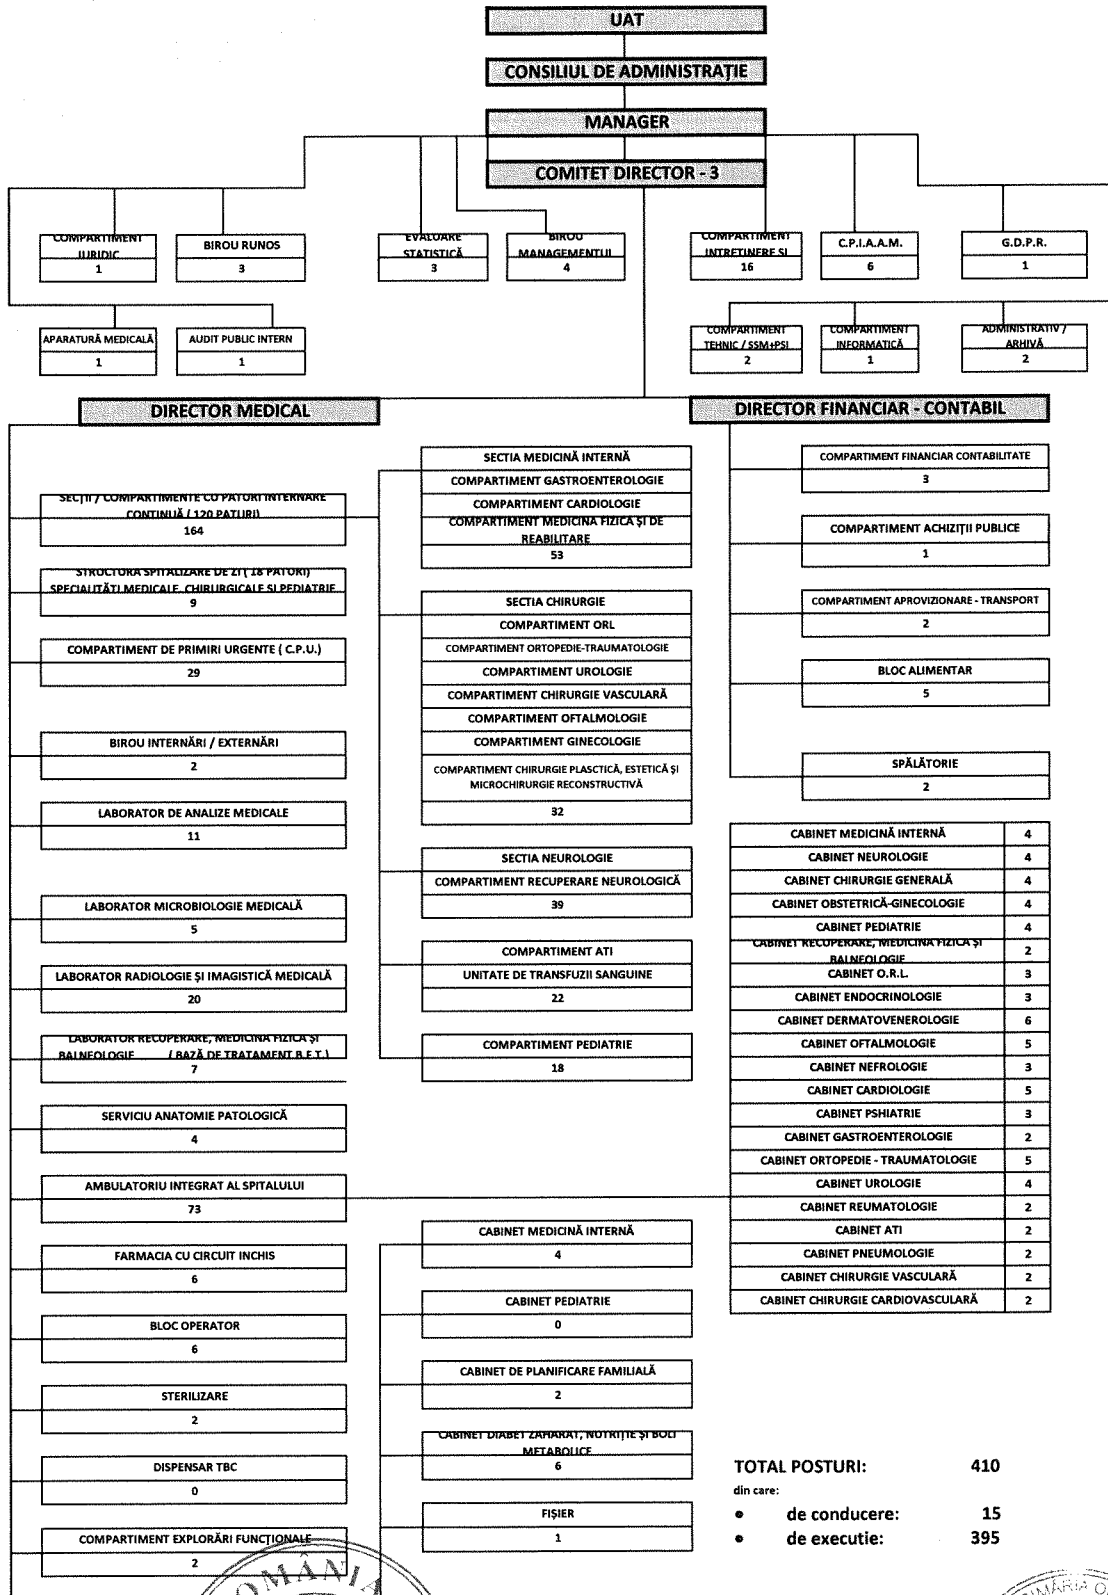 UAT
CONSILIUL DE ADMINISTRAȚIE
MANAGER
COMITET DIRECTOR - 3
COMPARTIMENT
JURIDIC
1
BIROU RUNOS
3
EVALUARE
STATISTICĂ
3
BIROU
MANAGEMENTUL
4
COMPARTIMENT
INTRETINERE SI
16
C.P.I.A.A.M.
6
G.D.P.R.
1
APARATURĂ MEDICALĂ
1
AUDIT PUBLIC INTERN
1
COMPARTIMENT
TEHNIC / SSM+PSI
2
COMPARTIMENT
INFORMATICĂ
1
ADMINISTRATIV /
ARHIVĂ
2
DIRECTOR MEDICAL
DIRECTOR FINANCIAR - CONTABIL
SECȚII / COMPARTIMENTE CU PATURI INTERNARE
CONTINUĂ ( 120 PATURI)
164
STRUCTURA SPITALIZARE DE ZI ( 18 PATURI)
SPECIALITĂȚI MEDICALE, CHIRURGICALE SI PEDIATRIE
9
COMPARTIMENT DE PRIMIRI URGENTE ( C.P.U.)
29
BIROU INTERNĂRI / EXTERNĂRI
2
LABORATOR DE ANALIZE MEDICALE
11
LABORATOR MICROBIOLOGIE MEDICALĂ
5
LABORATOR RADIOLOGIE ȘI IMAGISTICĂ MEDICALĂ
20
LABORATOR RECUPERARE, MEDICINA FIZICA ȘI
BALNEOLOGIE ( BAZĂ DE TRATAMENT B.F.T.)
7
SERVICIU ANATOMIE PATOLOGICĂ
4
AMBULATORIU INTEGRAT AL SPITALULUI
73
FARMACIA CU CIRCUIT INCHIS
6
BLOC OPERATOR
6
STERILIZARE
2
DISPENSAR TBC
0
COMPARTIMENT EXPLORĂRI FUNCȚIONALE
2
SECTIA MEDICINĂ INTERNĂ
COMPARTIMENT GASTROENTEROLOGIE
COMPARTIMENT CARDIOLOGIE
COMPARTIMENT MEDICINA FIZICA ȘI DE
REABILITARE
53
SECTIA CHIRURGIE
COMPARTIMENT ORL
COMPARTIMENT ORTOPEDIE-TRAUMATOLOGIE
COMPARTIMENT UROLOGIE
COMPARTIMENT CHIRURGIE VASCULARĂ
COMPARTIMENT OFTALMOLOGIE
COMPARTIMENT GINECOLOGIE
COMPARTIMENT CHIRURGIE PLASCTICĂ, ESTETICĂ ȘI
MICROCHIRURGIE RECONSTRUCTIVĂ
32
SECTIA NEUROLOGIE
COMPARTIMENT RECUPERARE NEUROLOGICĂ
39
COMPARTIMENT ATI
UNITATE DE TRANSFUZII SANGUINE
22
COMPARTIMENT PEDIATRIE
18
CABINET MEDICINĂ INTERNĂ
4
CABINET PEDIATRIE
0
CABINET DE PLANIFICARE FAMILIALĂ
2
CABINET DIABET ZAHARAT, NUTRIȚIE ȘI BOLI
METABOLICE
6
FIȘIER
1
COMPARTIMENT FINANCIAR CONTABILITATE
3
COMPARTIMENT ACHIZIȚII PUBLICE
1
COMPARTIMENT APROVIZIONARE - TRANSPORT
2
BLOC ALIMENTAR
5
SPĂLĂTORIE
2
CABINET MEDICINĂ INTERNĂ 4
CABINET NEUROLOGIE 4
CABINET CHIRURGIE GENERALĂ 4
CABINET OBSTETRICĂ-GINECOLOGIE 4
CABINET PEDIATRIE 4
CABINET RECUPERARE, MEDICINA FIZICA ȘI
BALNEOLOGIE 2
CABINET O.R.L. 3
CABINET ENDOCRINOLOGIE 3
CABINET DERMATOVENEROLOGIE 6
CABINET OFTALMOLOGIE 5
CABINET NEFROLOGIE 3
CABINET CARDIOLOGIE 5
CABINET PSHIATRIE 3
CABINET GASTROENTEROLOGIE 2
CABINET ORTOPEDIE - TRAUMATOLOGIE 5
CABINET UROLOGIE 4
CABINET REUMATOLOGIE 2
CABINET ATI 2
CABINET PNEUMOLOGIE 2
CABINET CHIRURGIE VASCULARĂ 2
CABINET CHIRURGIE CARDIOVASCULARĂ 2
TOTAL POSTURI: 410
din care:
• de conducere: 15
• de executie: 395
ROMÂNIA
PRIMĂRIA